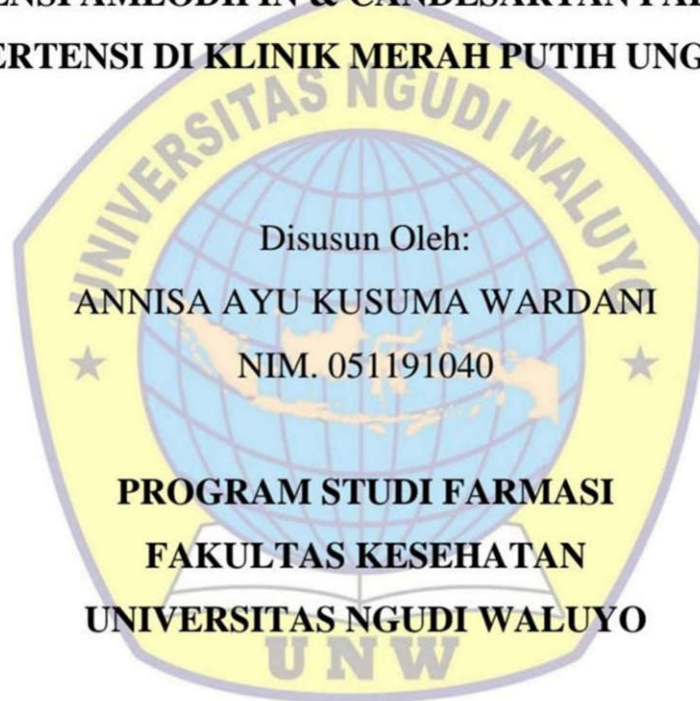 & CANDESARTAN
ERTENSI DI KLINIK MERAH PUTIH UNG
UNIVERSITAS NGUDI WALUYO
Disusun Oleh:
ANNISA AYU KUSUMA WARDANI
NIM. 051191040
PROGRAM STUDI FARMASI
FAKULTAS KESEHATAN
UNIVERSITAS NGUDI WALUYO
UNW